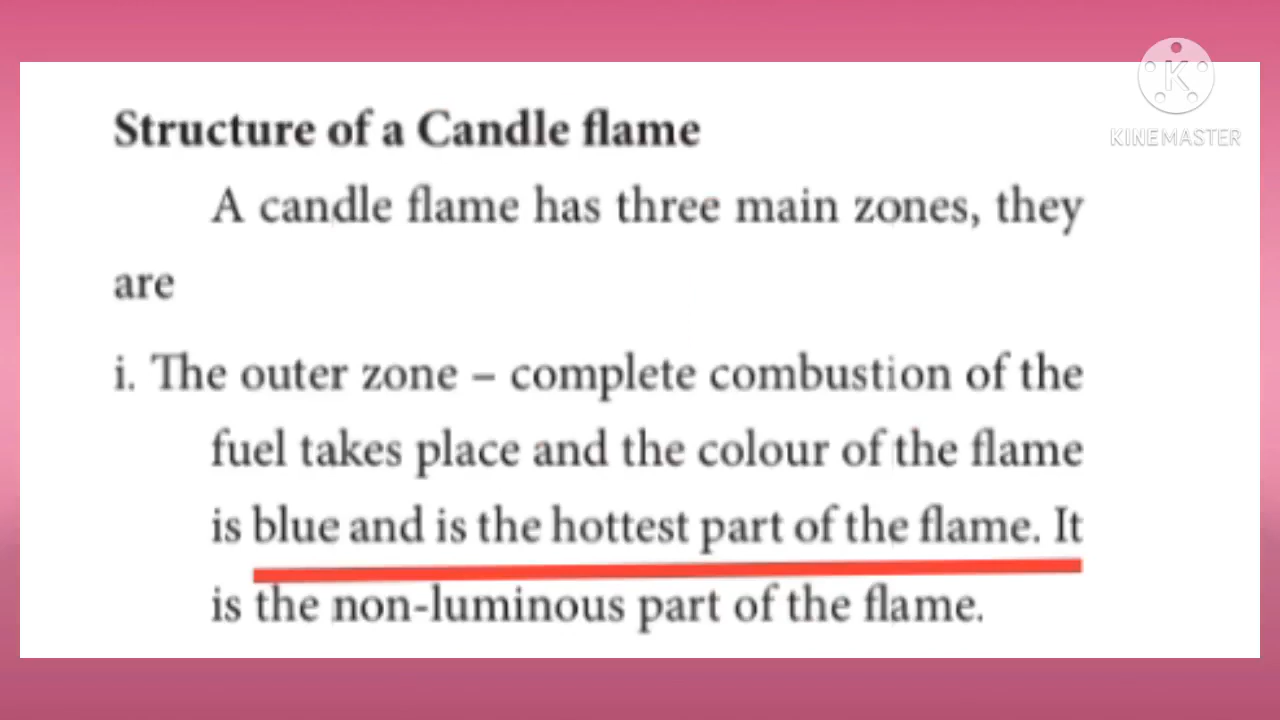 Structure of a Candle flame
A candle flame has three main zones, they
are
i. The outer zone – complete combustion of the
fuel takes place and the colour of the flame
is blue and is the hottest part of the flame. It
is the non-luminous part of the flame.
K
KINEMASTER